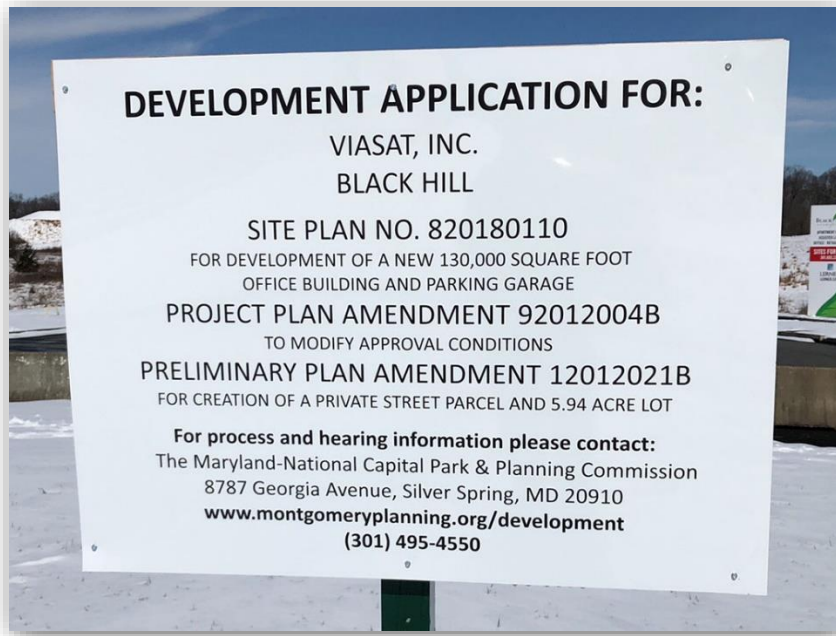 DEVELOPMENT APPLICATION FOR:
VIASAT, INC.
BLACK HILL
SITE PLAN NO. 820180110
FOR DEVELOPMENT OF A NEW 130,000 SQUARE FOOT
OFFICE BUILDING AND PARKING GARAGE
PROJECT PLAN AMENDMENT 92012004B
TO MODIFY APPROVAL CONDITIONS
PRELIMINARY PLAN AMENDMENT 12012021B
FOR CREATION OF A PRIVATE STREET PARCEL AND 5.94 ACRE LOT
For process and hearing information please contact:
The Maryland-National Capital Park & Planning Commission
8787 Georgia Avenue, Silver Spring, MD 20910
www.montgomeryplanning.org/development
(301) 495-4550
SITES FOR